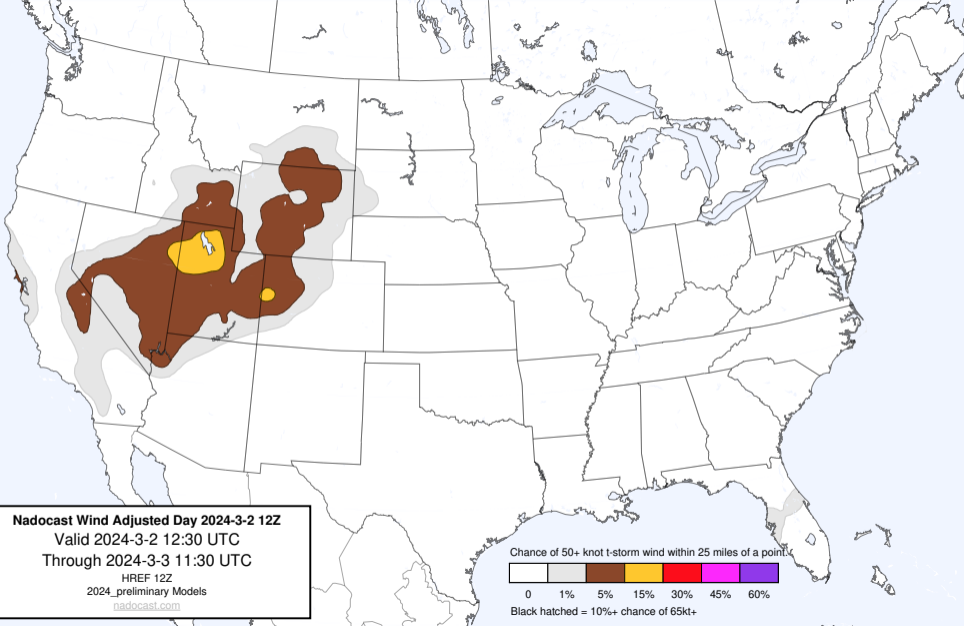 Nadocast Wind Adjusted Day 2024-3-2 12Z
Valid 2024-3-2 12:30 UTC
Through 2024-3-3 11:30 UTC
HREF 12Z
2024_preliminary Models
nadocast.com
Chance of 50+ knot t-storm wind within 25 miles of a point.
0 1% 5% 15% 30% 45% 60%
Black hatched = 10%+ chance of 65kt+